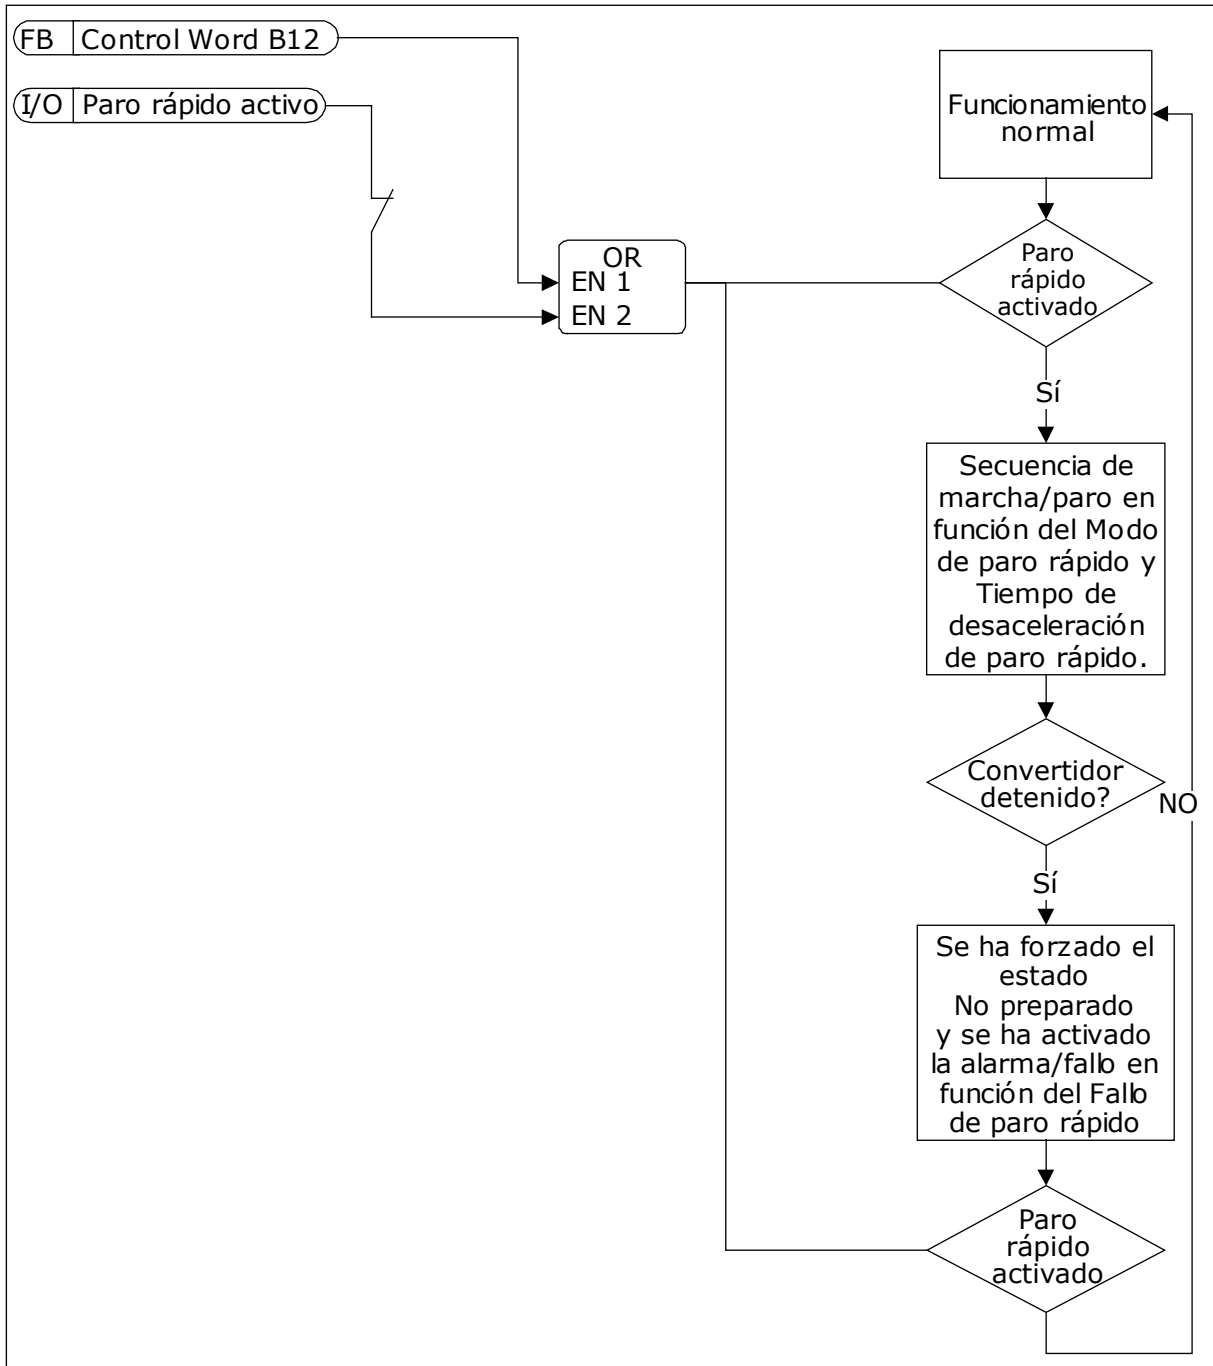 FB Control Word B12
I/O Paro rápido activo
OR
EN 1
EN 2
Funcionamiento
normal
Paro
rápido
activado
Sí
Secuencia de
marcha/paro en
función del Modo
de paro rápido y
Tiempo de
desaceleración
de paro rápido.
Convertidor
detenido?
NO
Sí
Se ha forzado el
estado
No preparado
y se ha activado
la alarma/fallo en
función del Fallo
de paro rápido
Paro
rápido
activado